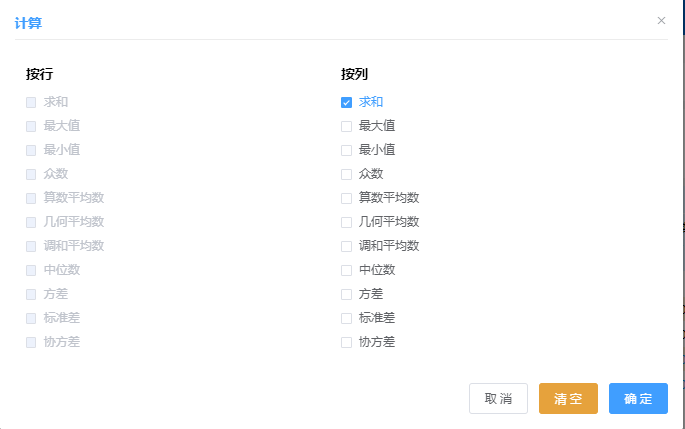 计算
按行
求和
最大值
最小值
众数
算数平均数
几何平均数
调和平均数
中位数
方差
标准差
协方差
按列
求和
最大值
最小值
众数
算数平均数
几何平均数
调和平均数
中位数
方差
标准差
协方差
取消
清空
确定